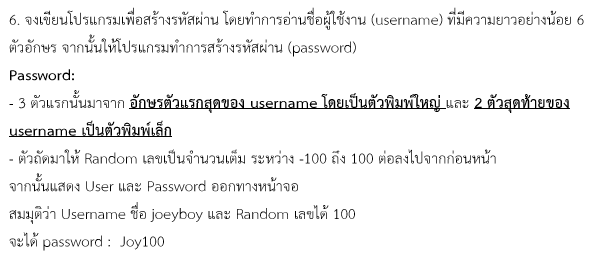 6. จงเขียนโปรแกรมเพื่อสร้างรหัสผ่าน โดยทำการอ่านชื่อผู้ใช้งาน (username) ที่มีความยาวอย่างน้อย 6
ตัวอักษร จากนั้นให้โปรแกรมทำการสร้างรหัสผ่าน (password)
Password:
- 3 ตัวแรกนั้นมาจาก อักษรตัวแรกสุดของ username โดยเป็นตัวพิมพ์ใหญ่ และ 2 ตัวสุดท้ายของ
username เป็นตัวพิมพ์เล็ก
- ตัวถัดมาให้ Random เลขเป็นจำนวนเต็ม ระหว่าง -100 ถึง 100 ต่อลงไปจากก่อนหน้า
จากนั้นแสดง User และ Password ออกทางหน้าจอ
สมมุติว่า Username ชื่อ joeyboy และ Random เลขได้ 100
จะได้ password : Joy100